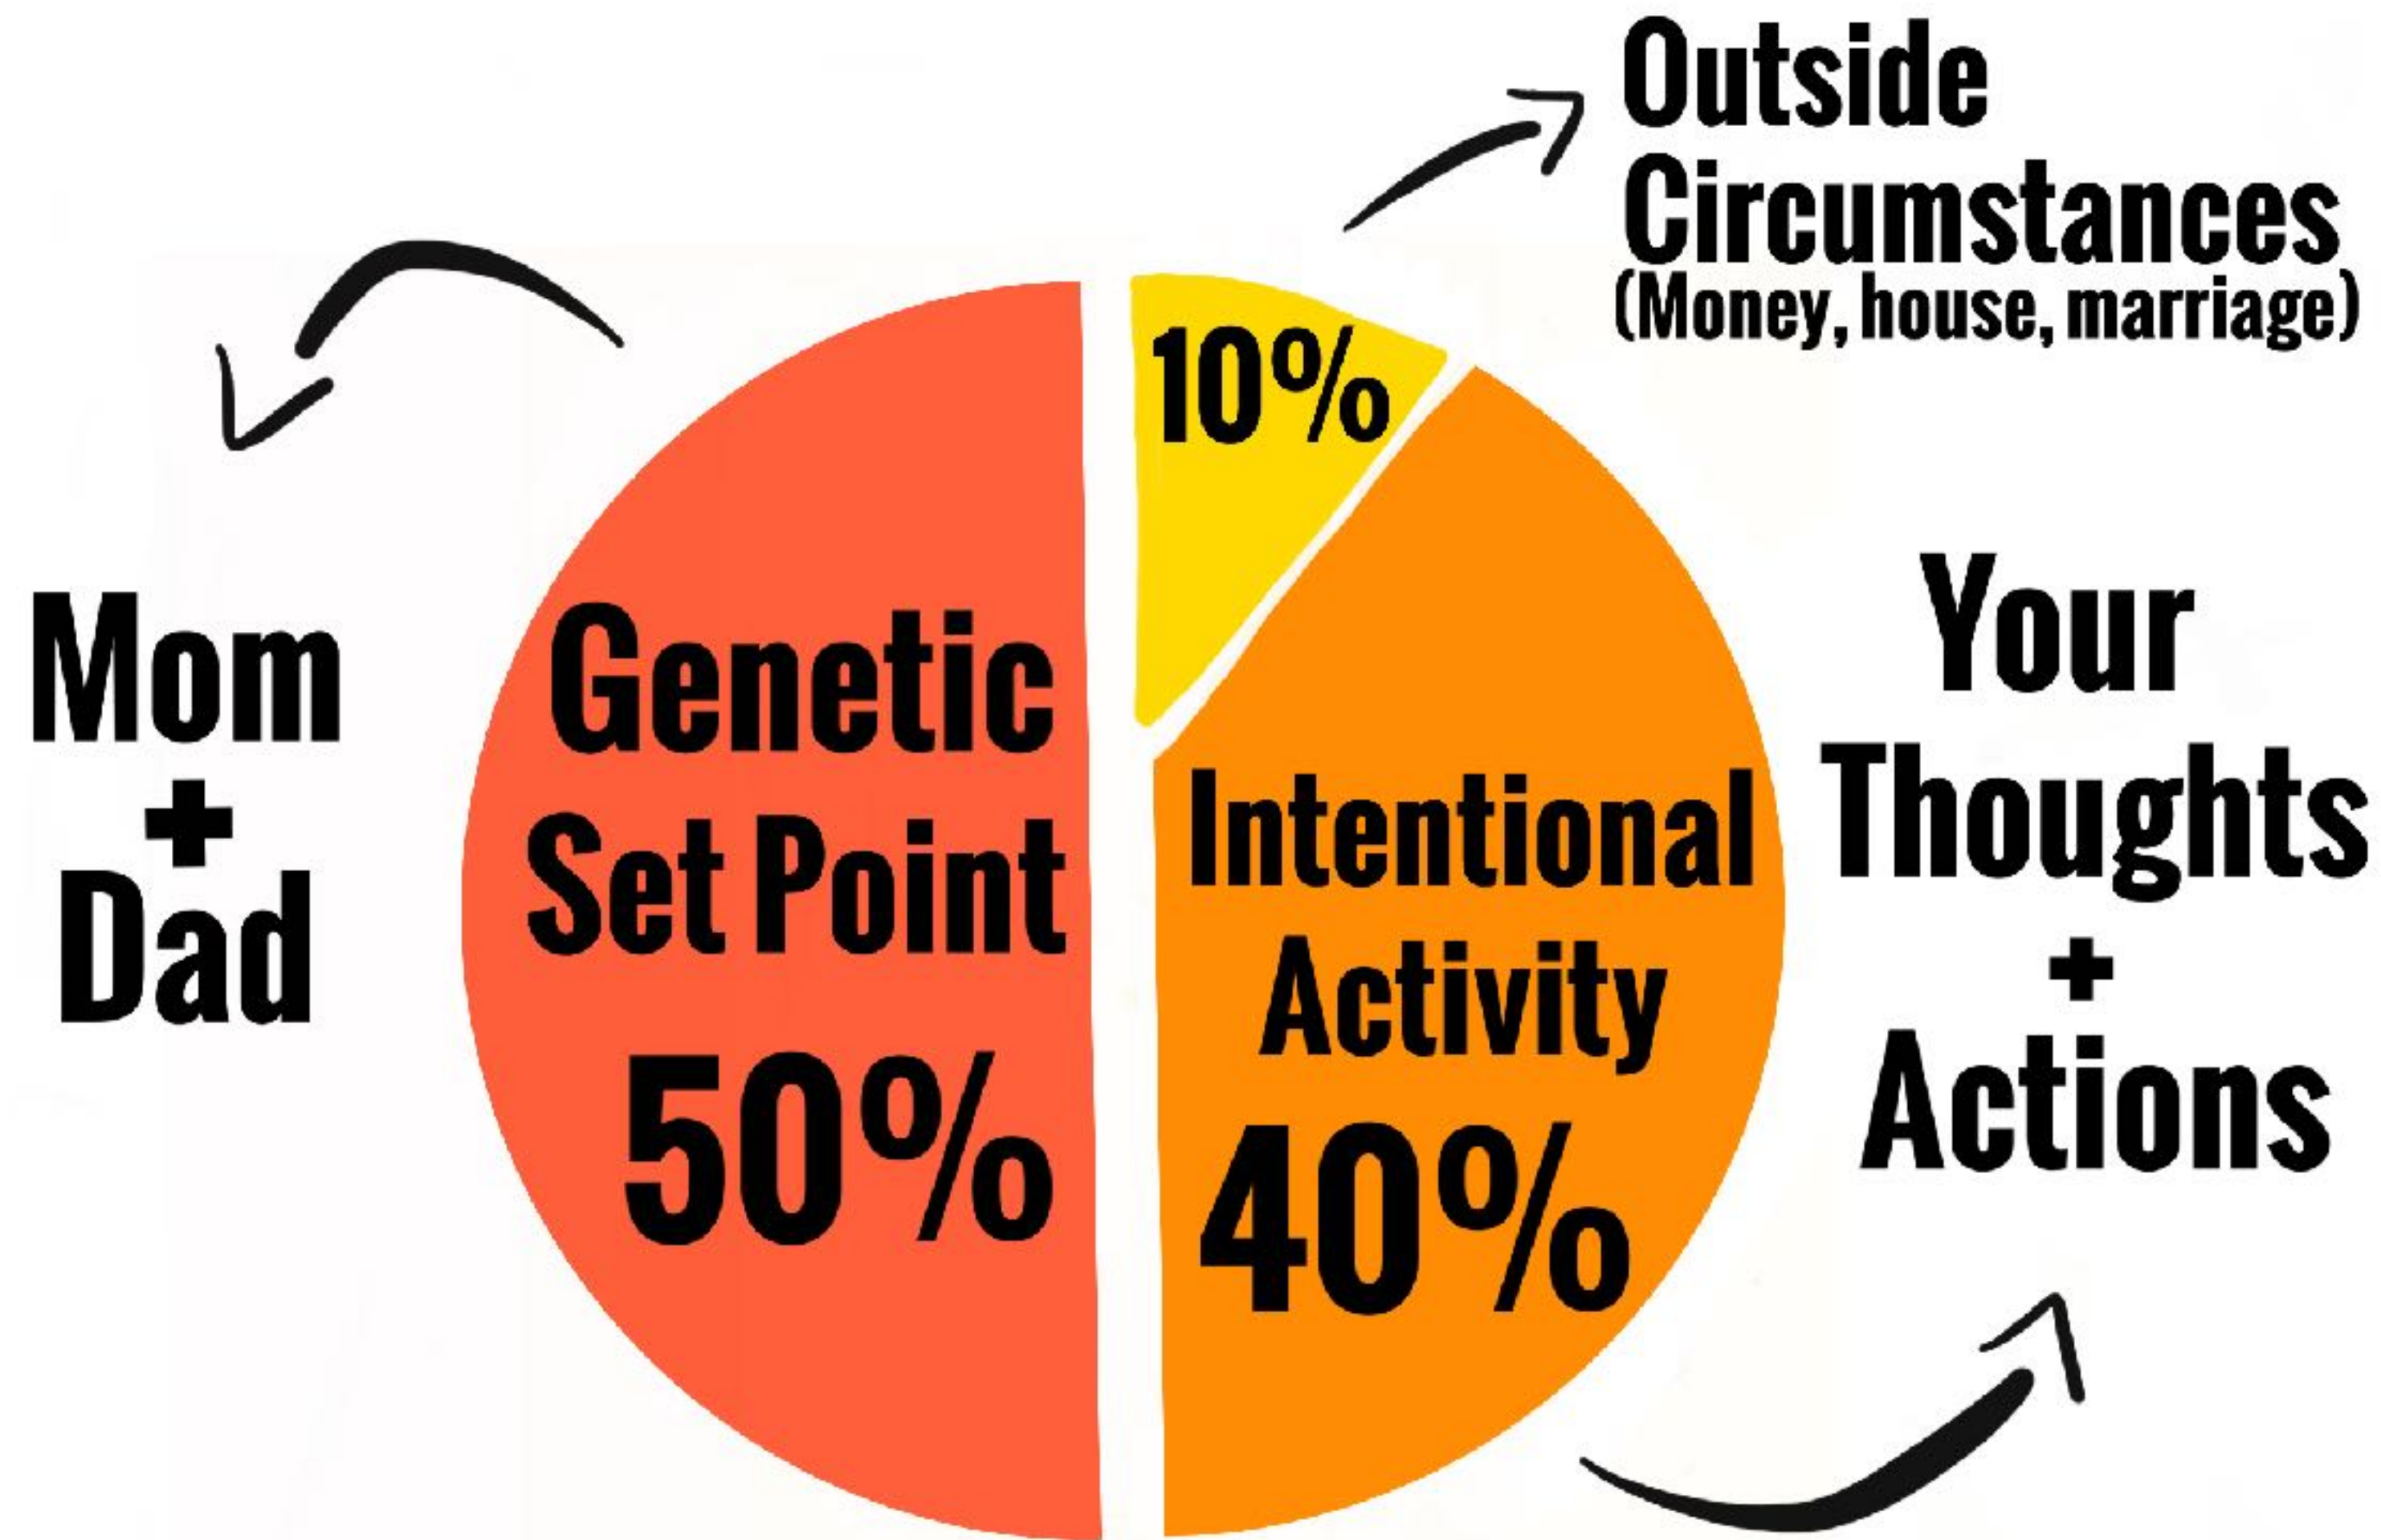 Outside
Circumstances
(Money, house, marriage)
10%
Mom
+
Dad
Genetic
Set Point
50%
Intentional
Activity
40%
Your
Thoughts
+
Actions